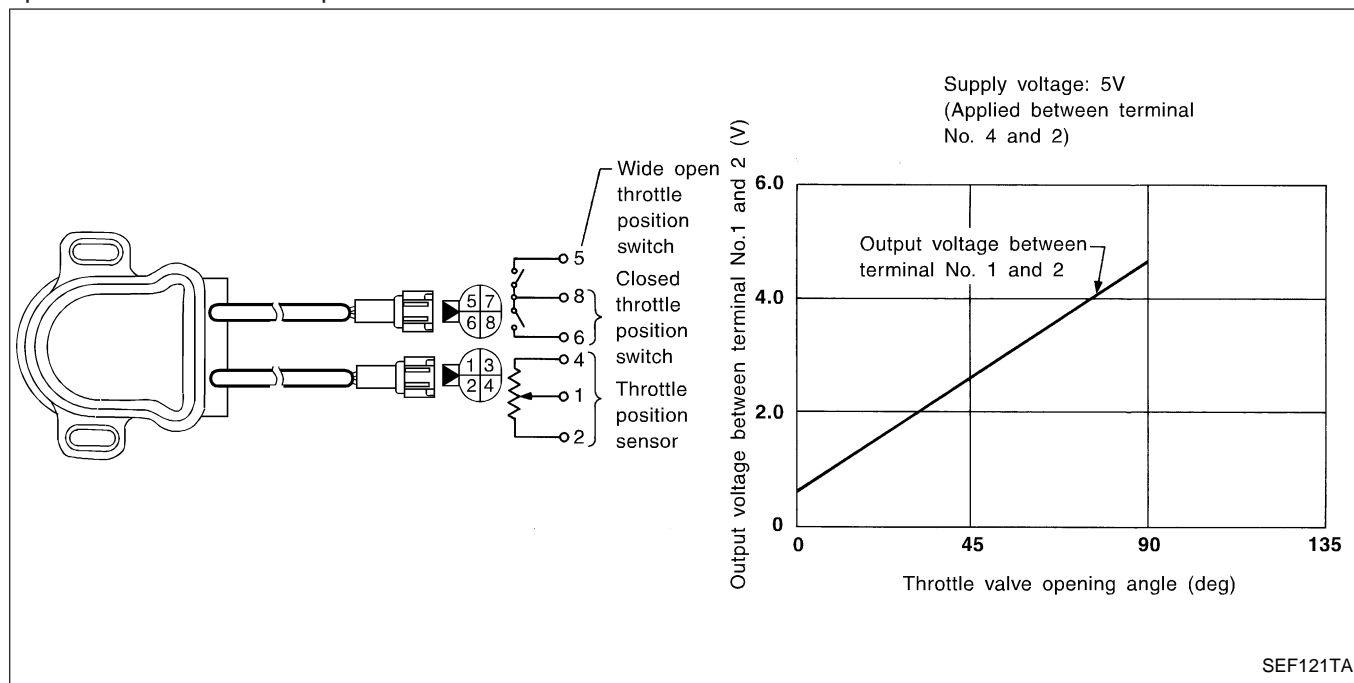 Supply voltage: 5V
(Applied between terminal
No. 4 and 2)
Wide open
throttle
position
switch
5
Closed
throttle
position
switch
8
6
4
1
2
Throttle
position
sensor
5 7
6 8
1 3
2 4
Output voltage between terminal No.1 and 2 (V)
6.0
4.0
2.0
0
Output voltage between
terminal No. 1 and 2
0 45 90 135
Throttle valve opening angle (deg)
SEF121TA